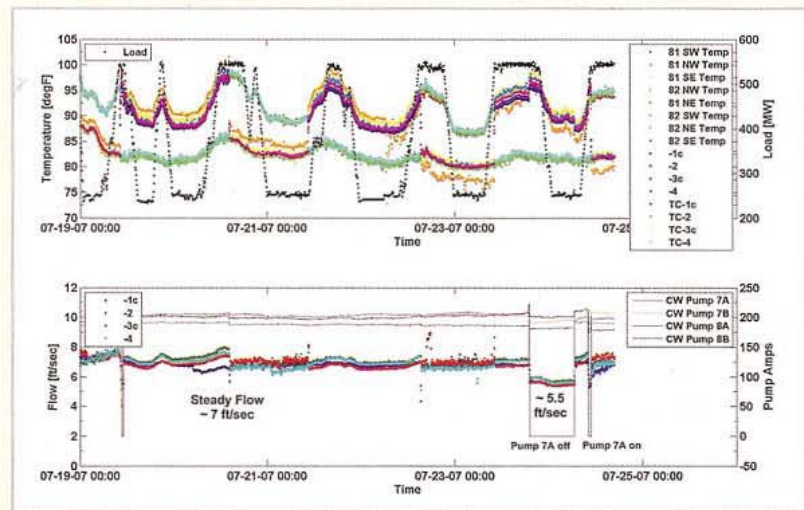 105
100
95
90
85
80
75
70
Temperature [degF]
Load
600
500
400
300
200
Load [MW]
81 SW Temp
81 NW Temp
81 SE Temp
82 NW Temp
81 NE Temp
82 SW Temp
82 NE Temp
82 SE Temp
-1c
-2
-3c
-4
TC-1c
TC-2
TC-3c
TC-4
07-19-07 00:00
07-21-07 00:00
07-23-07 00:00
07-25-
Time
12
10
8
6
4
2
0
Flow [ft/sec]
-1c
-2
-3c
-4
CW Pump 7A
CW Pump 7B
CW Pump 8A
CW Pump 8B
250
200
150
100
50
0
-50
Pump Amps
Steady Flow
~ 7 ft/sec
~ 5.5
ft/sec
Pump 7A off
Pump 7A on
07-19-07 00:00
07-21-07 00:00
07-23-07 00:00
07-25-07 00:00
Time